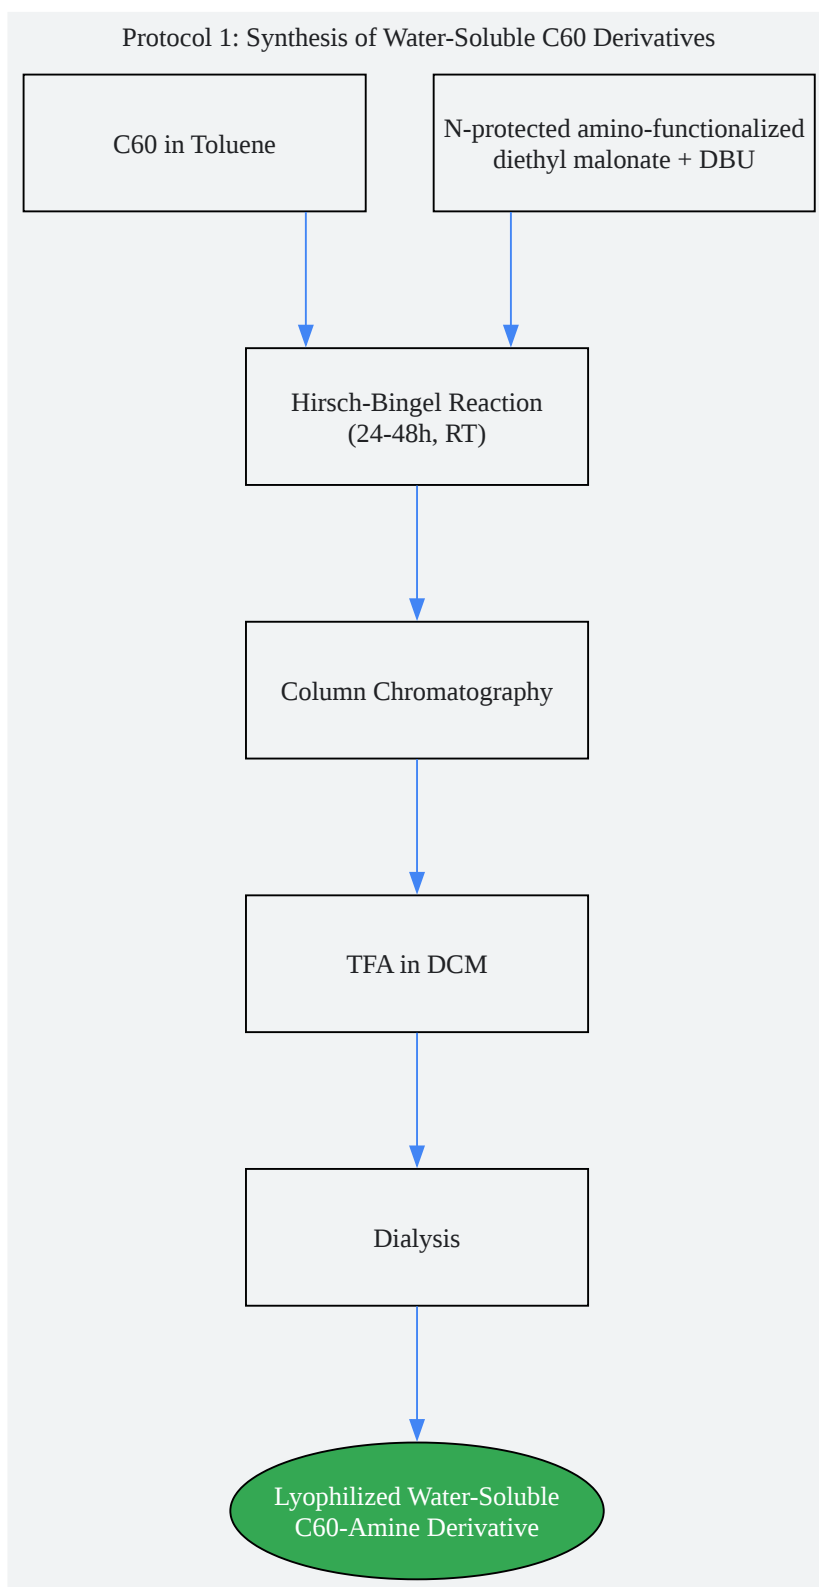 Protocol 1: Synthesis of Water-Soluble C60 Derivatives
C60 in Toluene
N-protected amino-functionalized
diethyl malonate + DBU
Hirsch-Bingel Reaction
(24-48h, RT)
Column Chromatography
TFA in DCM
Dialysis
Lyophilized Water-Soluble
C60-Amine Derivative